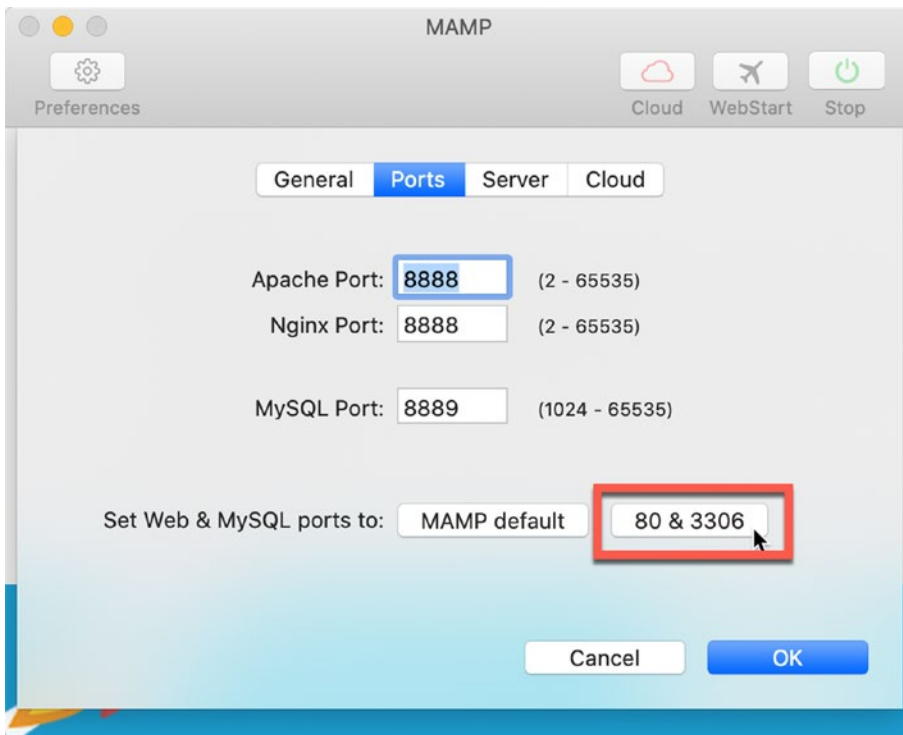 MAMP
Preferences
Cloud WebStart Stop
General Ports Server Cloud
Apache Port: 8888 (2 - 65535)
Nginx Port: 8888 (2 - 65535)
MySQL Port: 8889 (1024 - 65535)
Set Web & MySQL ports to: MAMP default 80 & 3306
Cancel OK